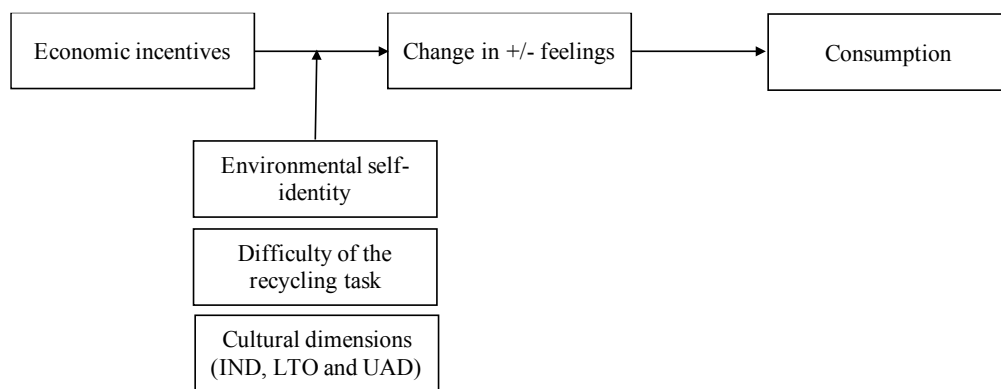 Economic incentives
Change in +/- feelings
Consumption
Environmental self-
identity
Difficulty of the
recycling task
Cultural dimensions
(IND, LTO and UAD)